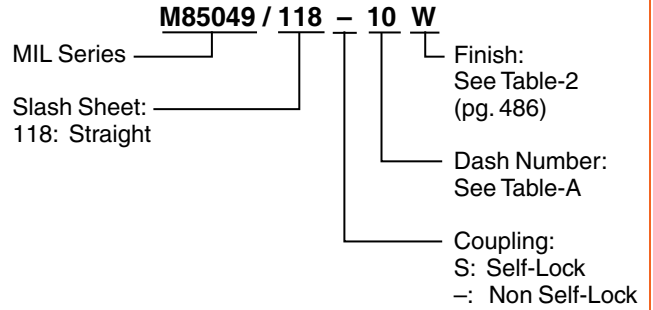 M85049 / 118 – 10 W
MIL Series
Finish:
See Table-2
(pg. 486)
Slash Sheet:
118: Straight
Dash Number:
See Table-A
Coupling:
S: Self-Lock
–: Non Self-Lock